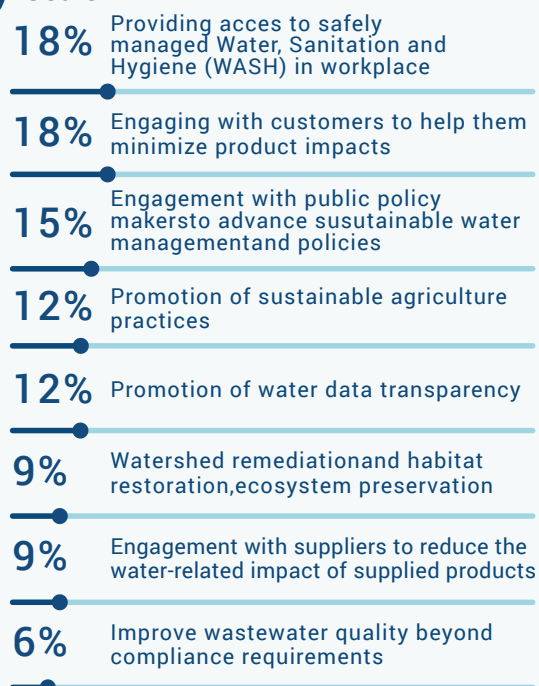 18%
Providing acces to safely
managed Water, Sanitation and
Hygiene (WASH) in workplace
18%
Engaging with customers to help them
minimize product impacts
15%
Engagement with public policy
makersto advance susutainable water
managementand policies
12%
Promotion of sustainable agriculture
practices
12%
Promotion of water data transparency
9%
Watershed remediationand habitat
restoration,ecosystem preservation
9%
Engagement with suppliers to reduce the
water-related impact of supplied products
6%
Improve wastewater quality beyond
compliance requirements